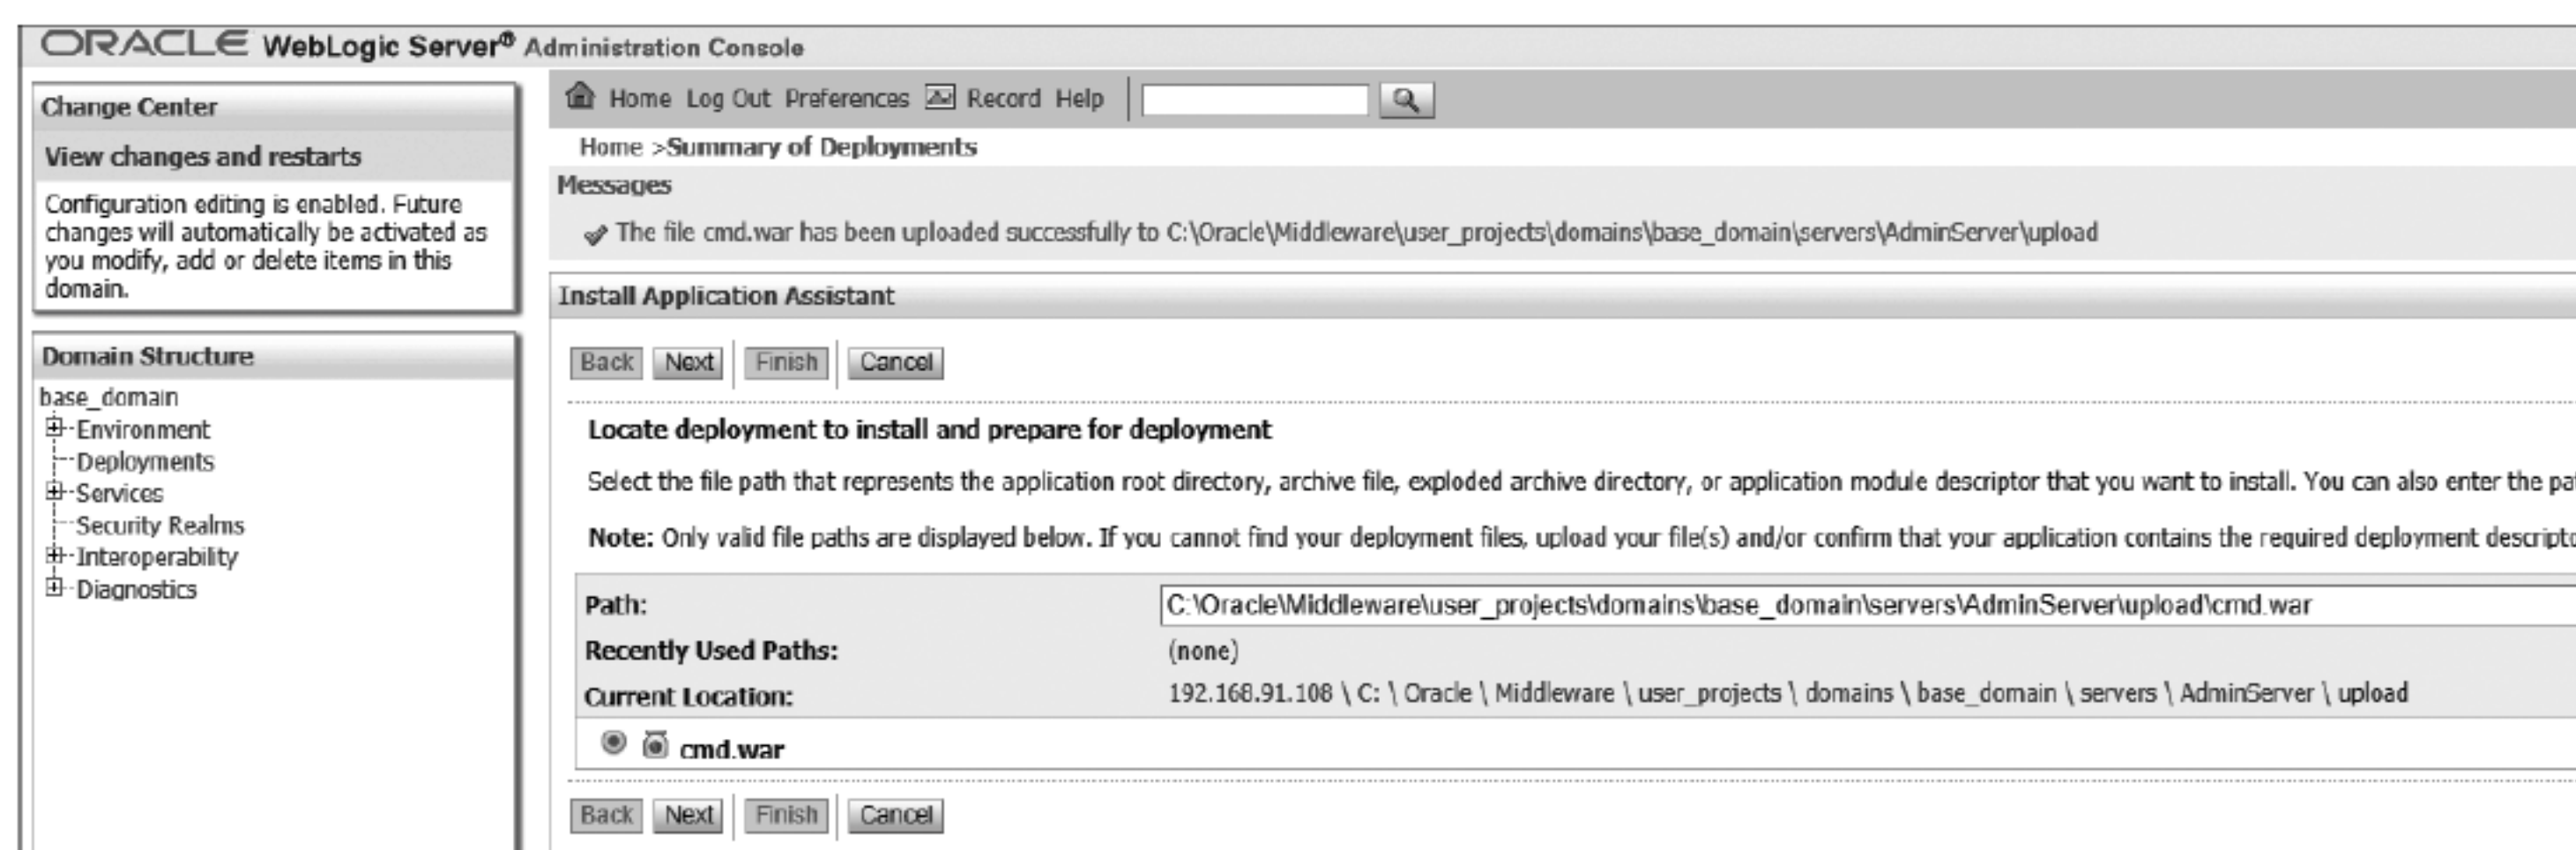 ORACLE WebLogic Server® Administration Console
Change Center
View changes and restarts
Configuration editing is enabled. Future
changes will automatically be activated as
you modify, add or delete items in this
domain.
Domain Structure
base_domain
Environment
Deployments
Services
Security Realms
Interoperability
Diagnostics
Home Log Out Preferences Record Help
Home >Summary of Deployments
Messages
The file cmd.war has been uploaded successfully to C:\Oracle\Middleware\user_projects\domains\base_domain\servers\AdminServer\upload
Install Application Assistant
Back Next Finish Cancel
Locate deployment to install and prepare for deployment
Select the file path that represents the application root directory, archive file, exploded archive directory, or application module descriptor that you want to install. You can also enter the
Note: Only valid file paths are displayed below. If you cannot find your deployment files, upload your file(s) and/or confirm that your application contains the required deployment
Path: C:\Oracle\Middleware\user_projects\domains\base_domain\servers\AdminServer\upload\cmd.war
Recently Used Paths: (none)
Current Location: 192.168.91.108 \ C: \ Oracle \ Middleware \ user_projects \ domains \ base_domain \ servers \ AdminServer \ upload
cmd.war
Back Next Finish Cancel